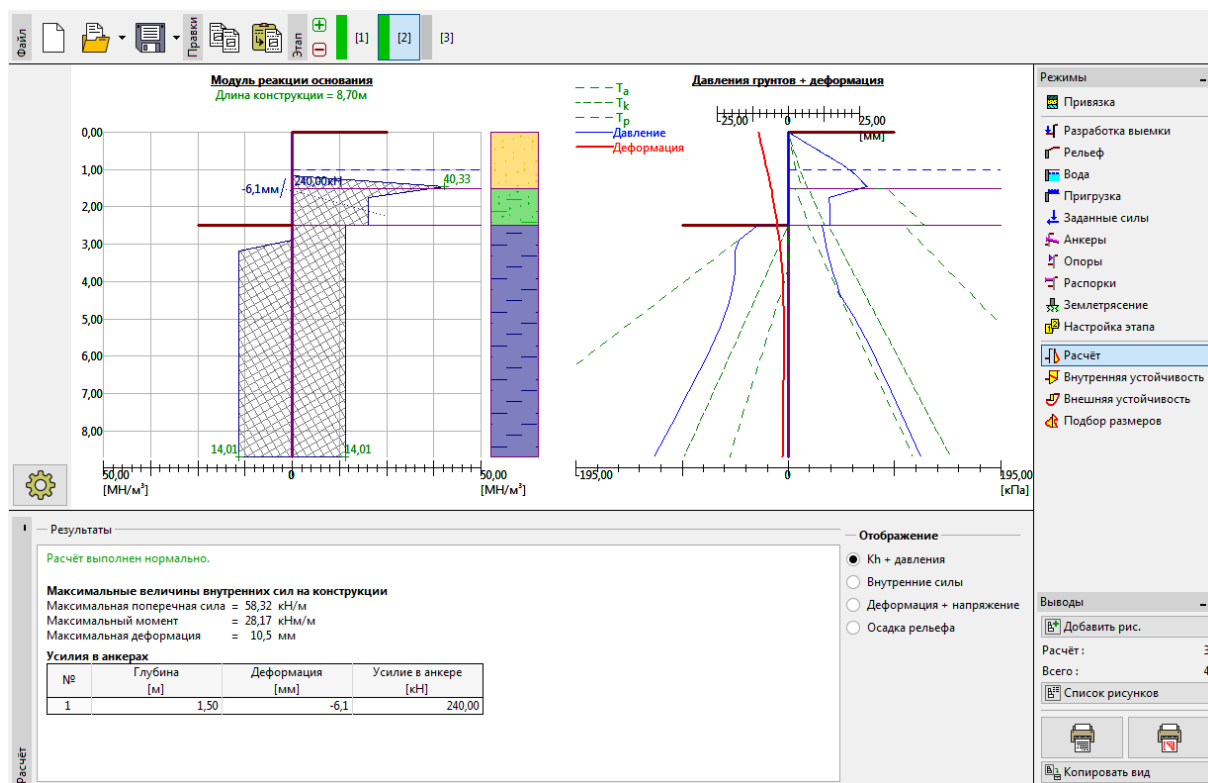 Файл
Правки
Этап
[1]
[2]
[3]
Модуль реакции основания
Длина конструкции = 8,70м
0,00
1,00
2,00
3,00
4,00
5,00
6,00
7,00
8,00
-6,1мм
240,00кН
40,33
14,01
14,01
50,00
0
50,00
[МН/м³]
[МН/м³]
Давления грунтов + деформация
Ta
Tk
Tp
Давление
Деформация
-25,00
0
25,00
[мм]
-195,00
0
195,00
[кПа]
Режимы
Привязка
Разработка выемки
Рельеф
Вода
Пригрузка
Заданные силы
Анкеры
Опоры
Распорки
Землетрясение
Настройка этапа
Расчёт
Внутренняя устойчивость
Внешняя устойчивость
Подбор размеров
Расчёт
Результаты
Расчёт выполнен нормально.
Максимальные величины внутренних сил на конструкции
Максимальная поперечная сила = 58,32 кН/м
Максимальный момент = 28,17 кНм/м
Максимальная деформация = 10,5 мм
Усилия в анкерах
№ Глубина Деформация Усилие в анкере
[м] [мм] [кН]
1 1,50 -6,1 240,00
Отображение
Kh + давления
Внутренние силы
Деформация + напряжение
Осадка рельефа
Выводы
Добавить рис.
Расчёт : 3
Всего : 4
Список рисунков
Копировать вид